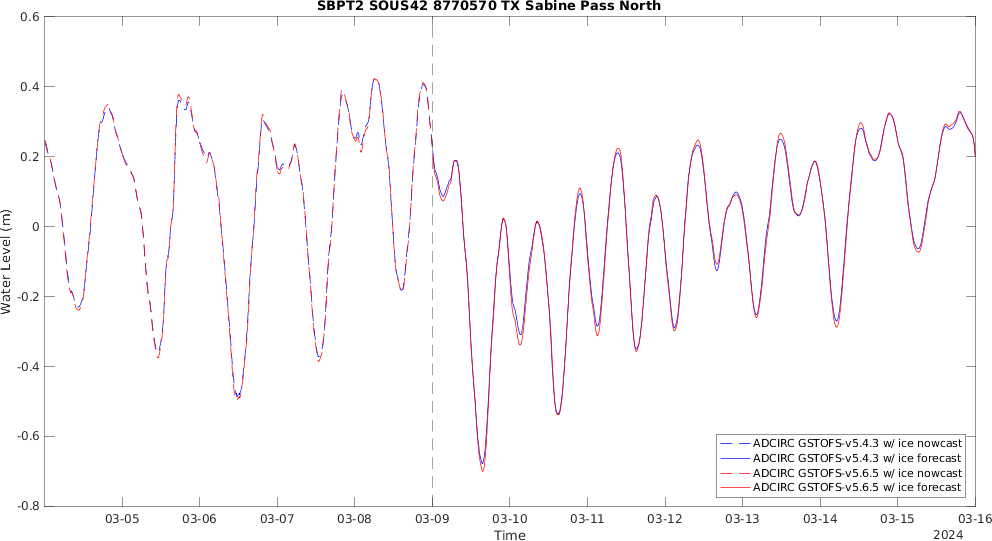 SBPT2 SOUS42 8770570 TX Sabine Pass North
0.6
0.4
0.2
0
-0.2
-0.4
-0.6
-0.8
Water Level (m)
ADCIRC GSTOFS-v5.4.3 w/ ice nowcast
ADCIRC GSTOFS-v5.4.3 w/ ice forecast
ADCIRC GSTOFS-v5.6.5 w/ ice nowcast
ADCIRC GSTOFS-v5.6.5 w/ ice forecast
03-05 03-06 03-07 03-08 03-09 03-10 03-11 03-12 03-13 03-14 03-15 03-16
Time
2024